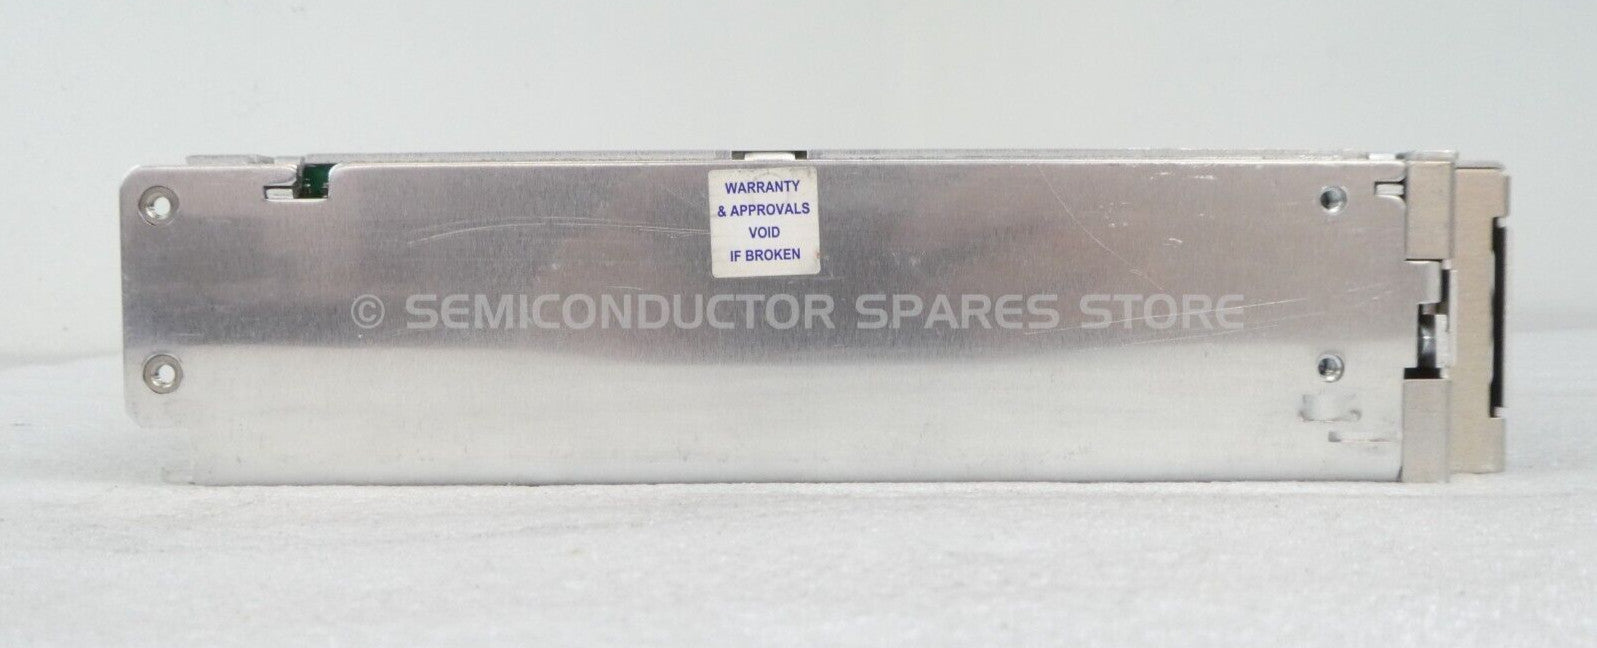 WARRANTY
& APPROVALS
VOID
IF BROKEN
© SEMICONDUCTOR SPARES STORE